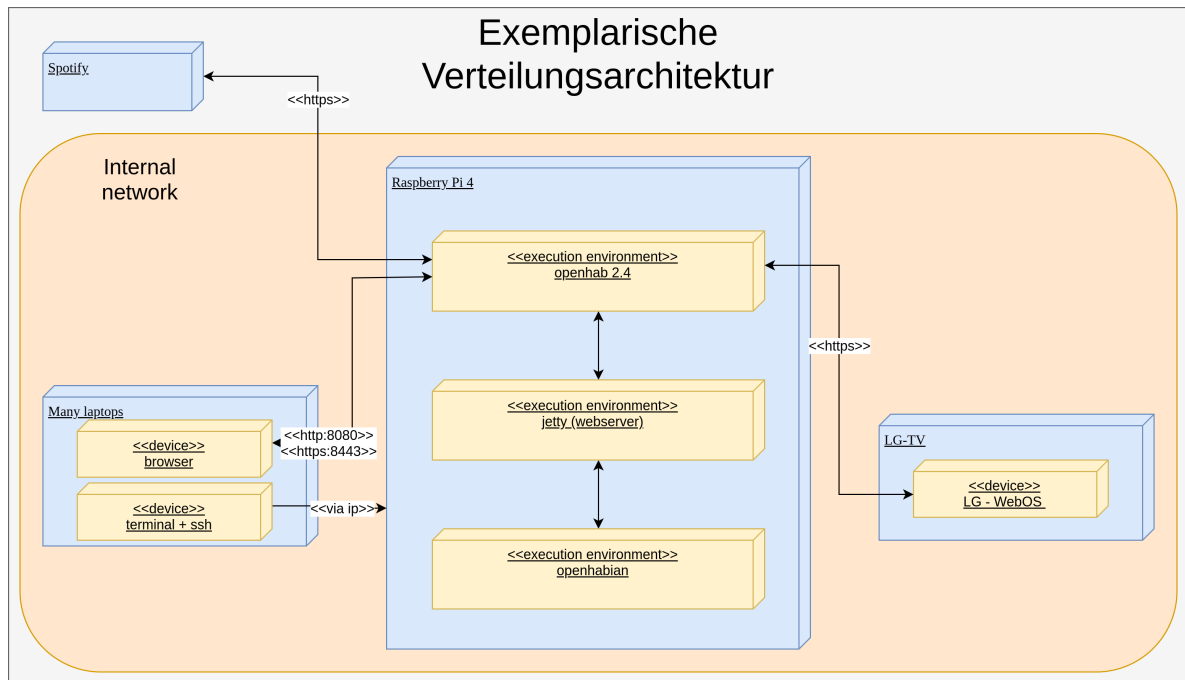 Exemplarische
Verteilungsarchitektur
Spotify
<<https>>
Internal
network
Raspberry Pi 4
<<execution environment>>
openhab 2.4
<<https>>
<<execution environment>>
jetty (webserver)
Many laptops
<<device>>
browser
<<http:8080>>
<<https:8443>>
<<device>>
terminal + ssh
<<via ip>>
LG-TV
<<device>>
LG - WebOS
<<execution environment>>
openhabian